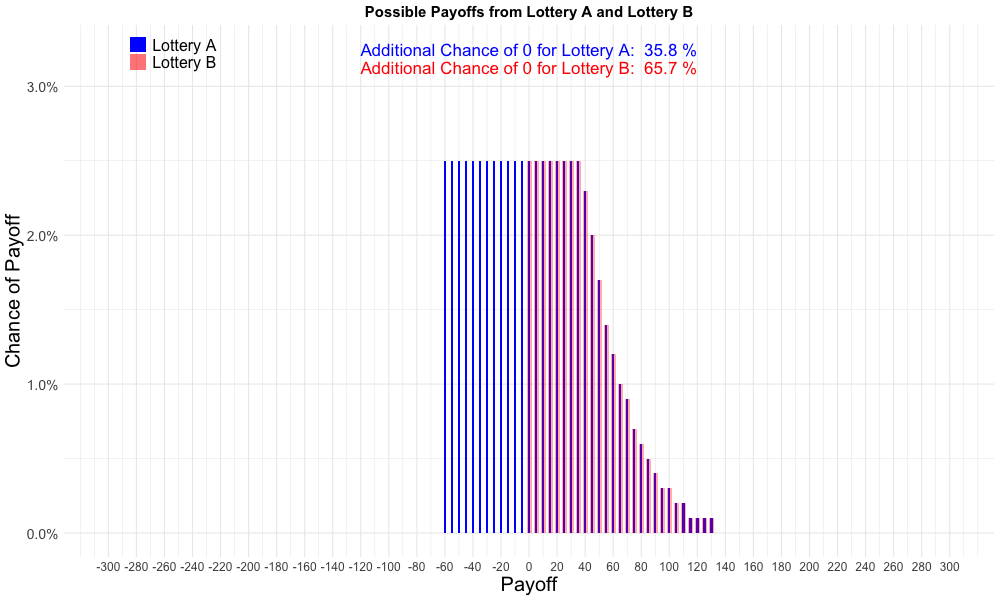 Possible Payoffs from Lottery A and Lottery B
Lottery A
Lottery B
Additional Chance of 0 for Lottery A: 35.8 %
Additional Chance of 0 for Lottery B: 65.7 %
Chance of Payoff
3.0%
2.0%
1.0%
0.0%
-300 -280 -260 -240 -220 -200 -180 -160 -140 -120 -100 -80 -60 -40 -20 0 20 40 60 80 100 120 140 160 180 200 220 240 260 280 300
Payoff